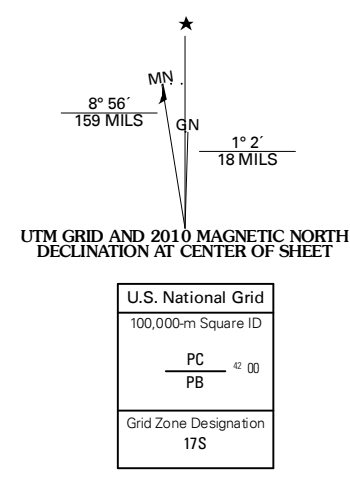 ★
MN
8° 56´
159 MILS
GN
1° 2´
18 MILS
UTM GRID AND 2010 MAGNETIC NORTH
DECLINATION AT CENTER OF SHEET
U.S. National Grid
100,000-m Square ID
PC
42 00
PB
Grid Zone Designation
17S